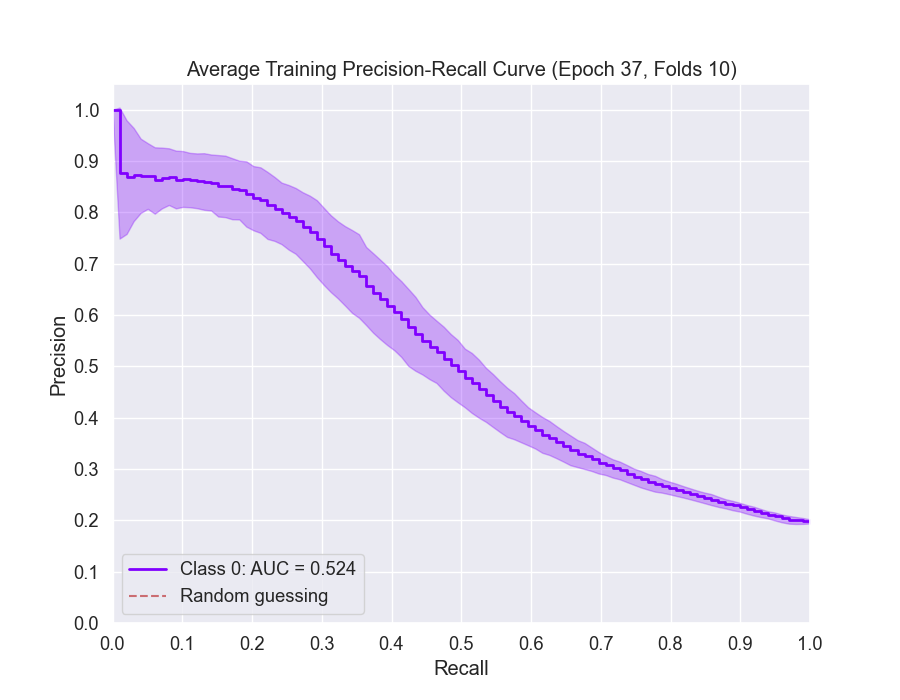 Average Training Precision-Recall Curve (Epoch 37, Folds 10)
1.0
0.9
0.8
0.7
0.6
0.5
0.4
0.3
0.2
0.1
0.0
Precision
Class 0: AUC = 0.524
Random guessing
0.0 0.1 0.2 0.3 0.4 0.5 0.6 0.7 0.8 0.9 1.0
Recall